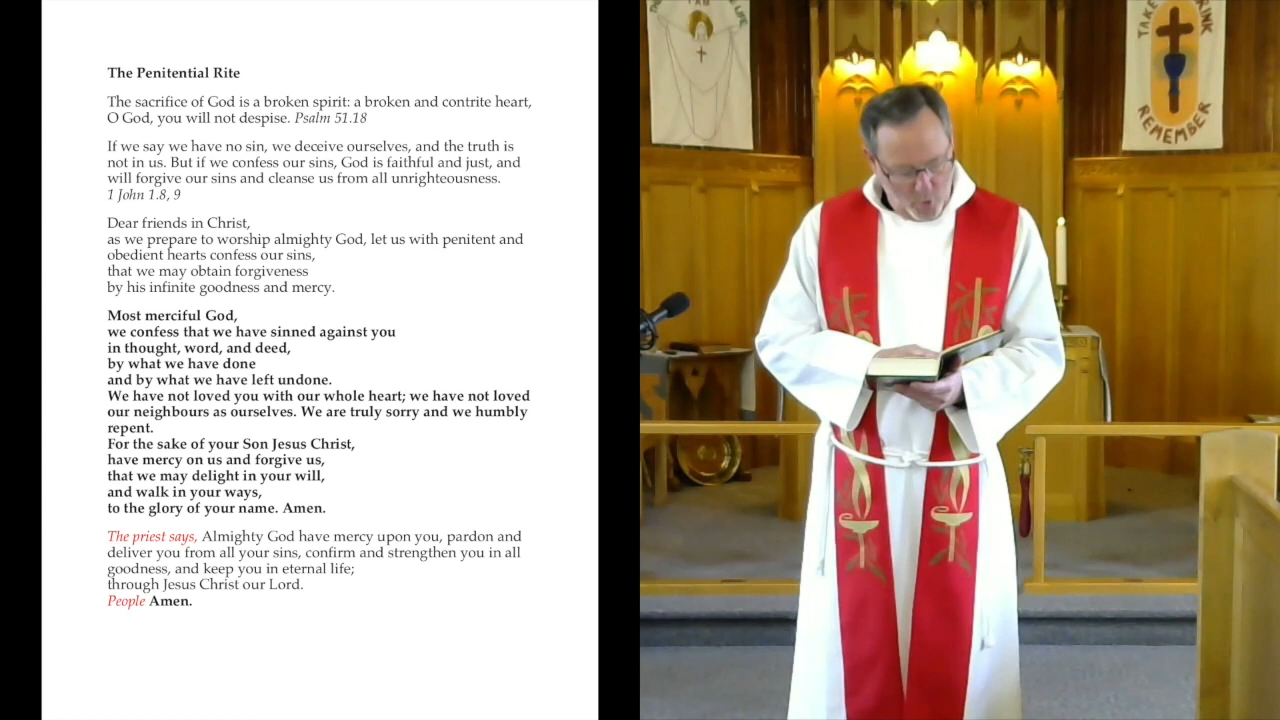 The Penitential Rite
The sacrifice of God is a broken spirit: a broken and contrite heart,
O God, you will not despise. Psalm 51.18
If we say we have no sin, we deceive ourselves, and the truth is
not in us. But if we confess our sins, God is faithful and just, and
will forgive our sins and cleanse us from all unrighteousness.
1 John 1.8, 9
Dear friends in Christ,
as we prepare to worship almighty God, let us with penitent and
obedient hearts confess our sins,
that we may obtain forgiveness
by his infinite goodness and mercy.
Most merciful God,
we confess that we have sinned against you
in thought, word, and deed,
by what we have done
and by what we have left undone.
We have not loved you with our whole heart; we have not loved
our neighbours as ourselves. We are truly sorry and we humbly
repent.
For the sake of your Son Jesus Christ,
have mercy on us and forgive us,
that we may delight in your will,
and walk in your ways,
to the glory of your name. Amen.
The priest says, Almighty God have mercy upon you, pardon and
deliver you from all your sins, confirm and strengthen you in all
goodness, and keep you in eternal life;
through Jesus Christ our Lord.
People Amen.
I AM
LIFE
TAKE
DRINK
REMEMBER